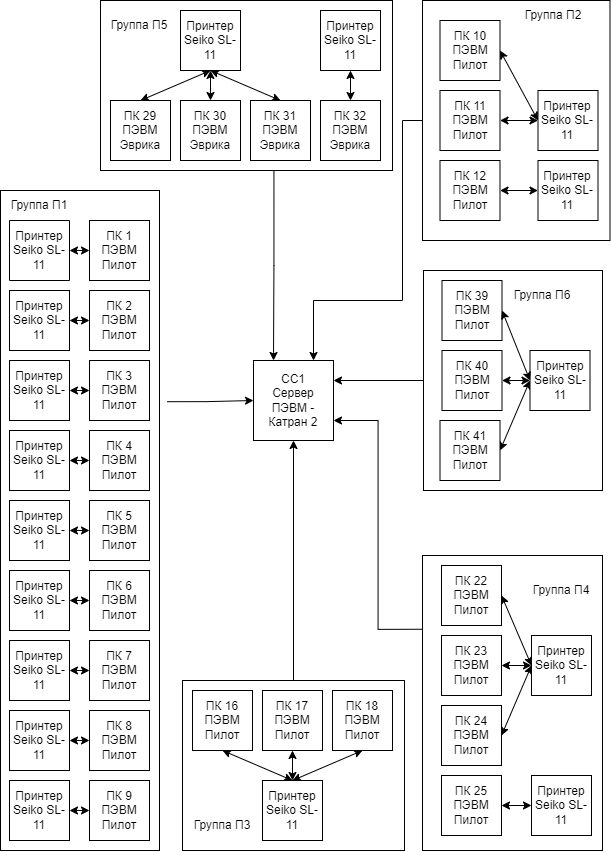 Группа П5
Принтер
Seiko SL-
11
Принтер
Seiko SL-
11
ПК 29
ПЭВМ
Эврика
ПК 30
ПЭВМ
Эврика
ПК 31
ПЭВМ
Эврика
ПК 32
ПЭВМ
Эврика
Группа П2
ПК 10
ПЭВМ
Пилот
ПК 11
ПЭВМ
Пилот
Принтер
Seiko SL-
11
ПК 12
ПЭВМ
Пилот
Принтер
Seiko SL-
11
Группа П1
Принтер
Seiko SL-
11
ПК 1
ПЭВМ
Пилот
Принтер
Seiko SL-
11
ПК 2
ПЭВМ
Пилот
Принтер
Seiko SL-
11
ПК 3
ПЭВМ
Пилот
Принтер
Seiko SL-
11
ПК 4
ПЭВМ
Пилот
Принтер
Seiko SL-
11
ПК 5
ПЭВМ
Пилот
Принтер
Seiko SL-
11
ПК 6
ПЭВМ
Пилот
Принтер
Seiko SL-
11
ПК 7
ПЭВМ
Пилот
Принтер
Seiko SL-
11
ПК 8
ПЭВМ
Пилот
Принтер
Seiko SL-
11
ПК 9
ПЭВМ
Пилот
СС1
Сервер
ПЭВМ -
Катран 2
Группа П6
ПК 39
ПЭВМ
Пилот
ПК 40
ПЭВМ
Пилот
Принтер
Seiko SL-
11
ПК 41
ПЭВМ
Пилот
Группа П4
ПК 22
ПЭВМ
Пилот
ПК 23
ПЭВМ
Пилот
Принтер
Seiko SL-
11
ПК 24
ПЭВМ
Пилот
ПК 25
ПЭВМ
Пилот
Принтер
Seiko SL-
11
ПК 16
ПЭВМ
Пилот
ПК 17
ПЭВМ
Пилот
ПК 18
ПЭВМ
Пилот
Группа П3
Принтер
Seiko SL-
11